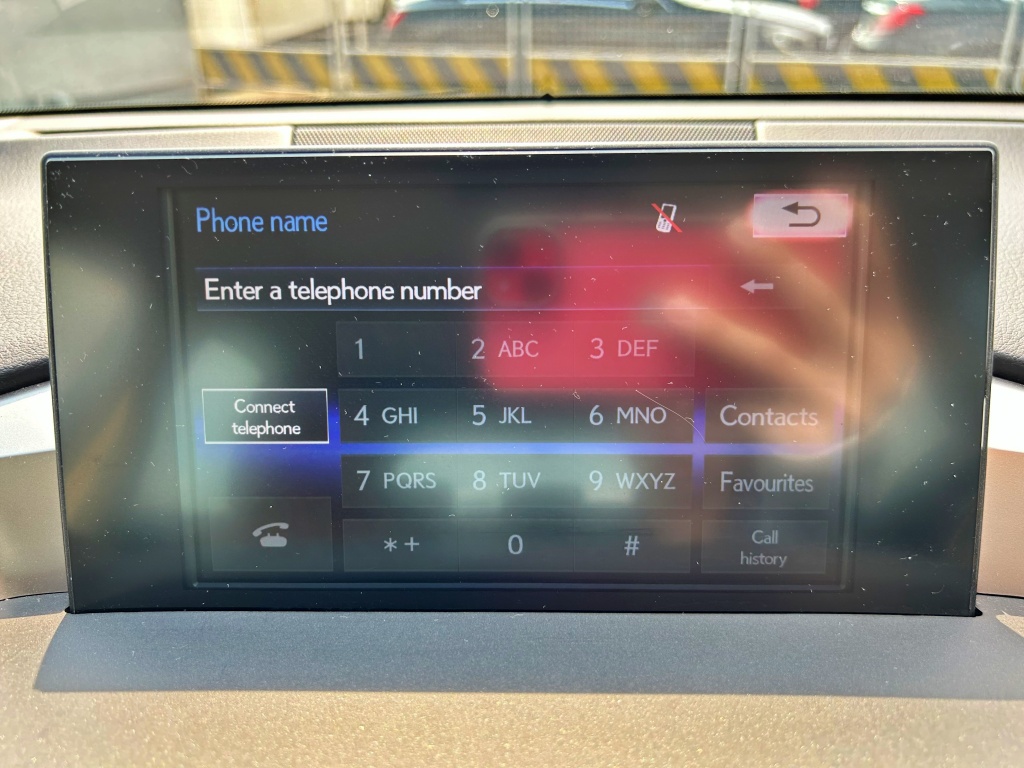 Phone name
Enter a telephone number
1
2 ABC
3 DEF
Connect
telephone
4 GHI
5 JKL
6 MNO
Contacts
7 PQRS
8 TUV
9 WXYZ
Favourites
*+
0
#
Call
history